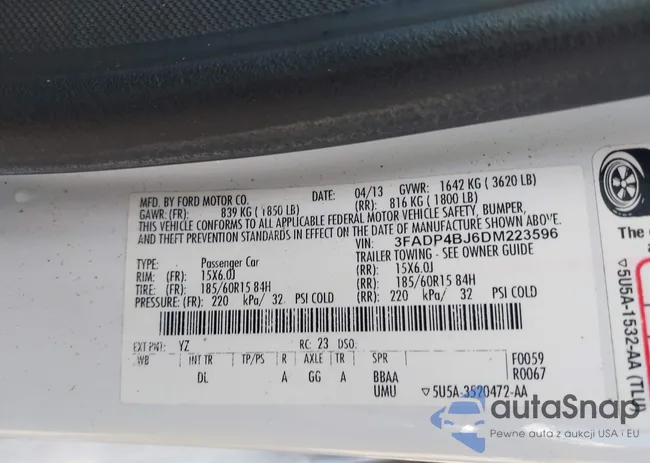 MFD. BY FORD MOTOR CO.
DATE: 04/13 GVWR: 1642 KG ( 3620 LB)
GAWR: (FR): 839 KG ( 1850 LB) (RR): 816 KG ( 1800 LB)
THIS VEHICLE CONFORMS TO ALL APPLICABLE FEDERAL MOTOR VEHICLE SAFETY, BUMPER,
AND THEFT PREVENTION STANDARDS IN EFFECT ON THE DATE OF MANUFACTURE SHOWN ABOVE.
VIN: 3FADP4BJ6DM223596
TYPE: Passenger Car TRAILER TOWING - SEE OWNER GUIDE
RIM: (FR): 15X6.0J (RR): 15X6.0J
TIRE: (FR): 185/60R15 84H (RR): 185/60R15 84H
PRESSURE: (FR): 220 kPa/ 32 PSI COLD (RR): 220 kPa/ 32 PSI COLD
EXT PNT: YZ RC: 23 DSO:
WB INT TR TP/PS R AXLE TR SPR F0059
DL A GG A BBAA R0067
UMU ▽5U5A-3520472-AA
The
▽5U5A-1532-AA (TLU)
autoSnap
Pewne auta z aukcji USA i EU